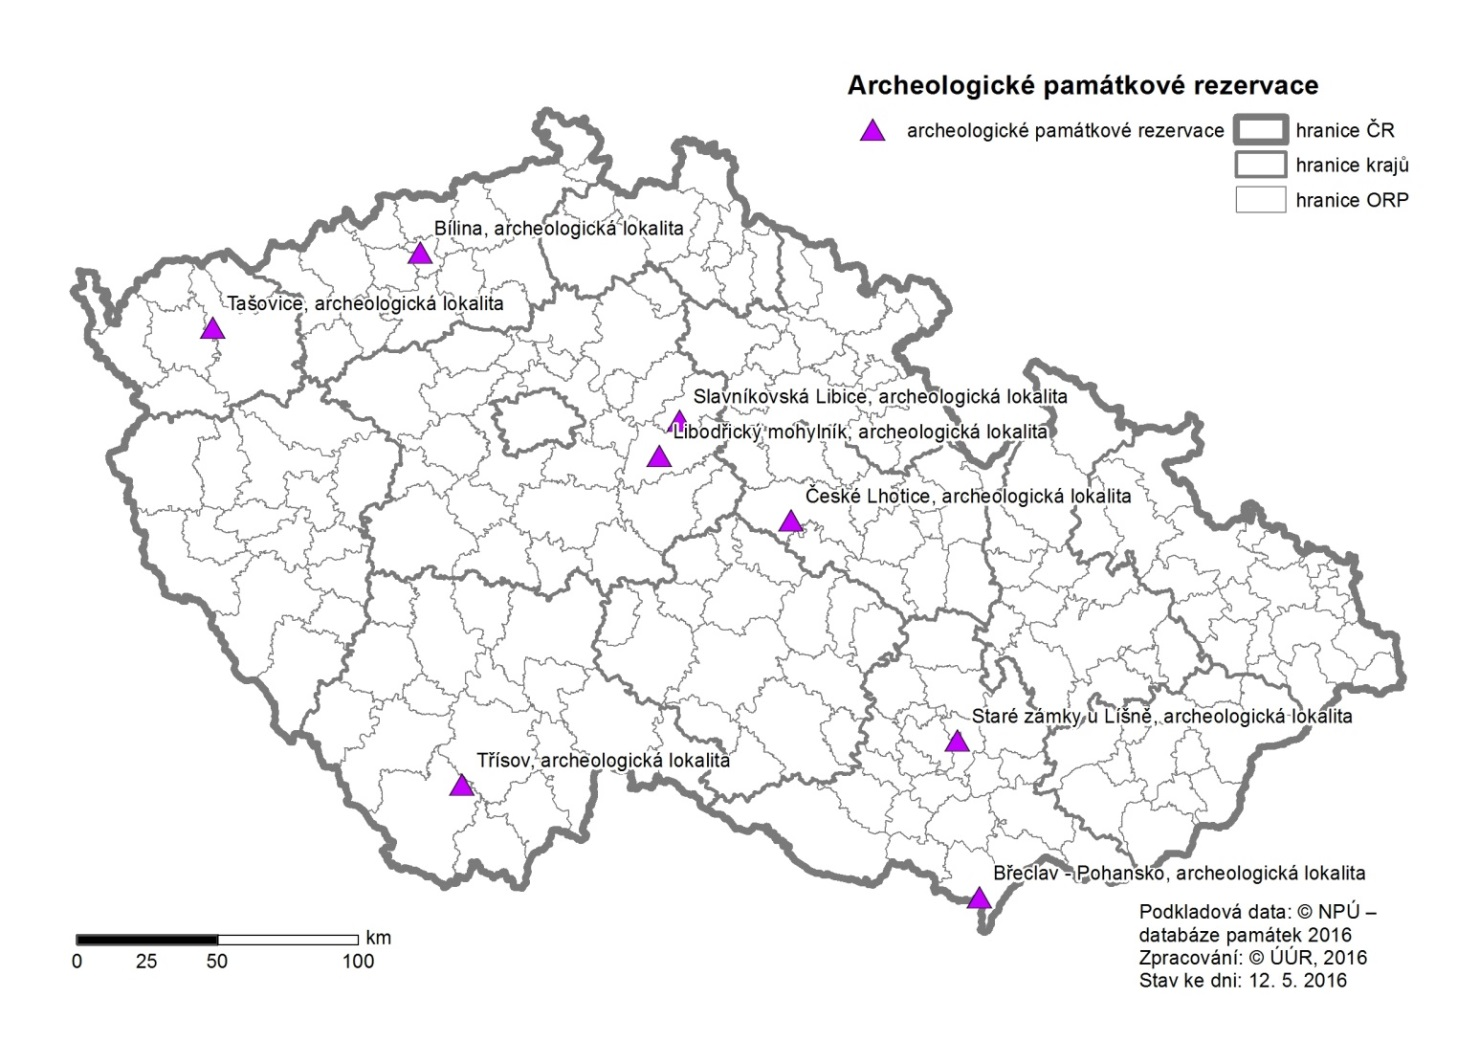 Archeologické památkové rezervace
archeologické památkové rezervace
hranice ČR
hranice krajů
hranice ORP
Bílina, archeologická lokalita
Tašovice, archeologická lokalita
Slavníkovská Libice, archeologická lokalita
Libodřický mohylník, archeologická lokalita
České Lhotice, archeologická lokalita
Staré zámky u Líšně, archeologická lokalita
Třísov, archeologická lokalita
Břeclav - Pohansko, archeologická lokalita
km
0 25 50 100
Podkladová data: © NPÚ –
databáze památek 2016
Zpracování: © ÚÚR, 2016
Stav ke dni: 12. 5. 2016